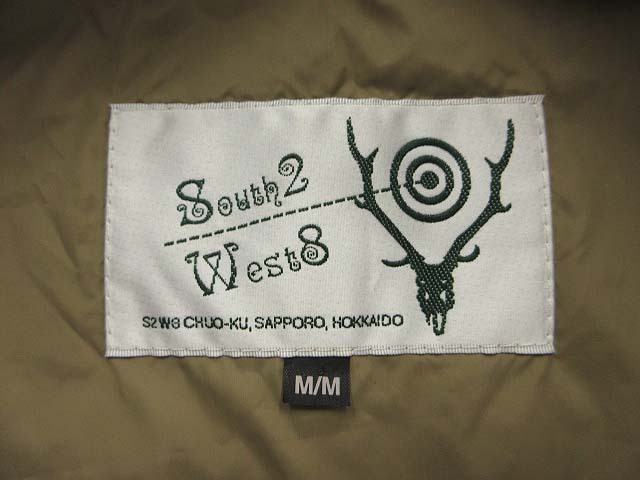 South2
West8
S2W8 CHUO-KU, SAPPORO, HOKKAIDO
M/M